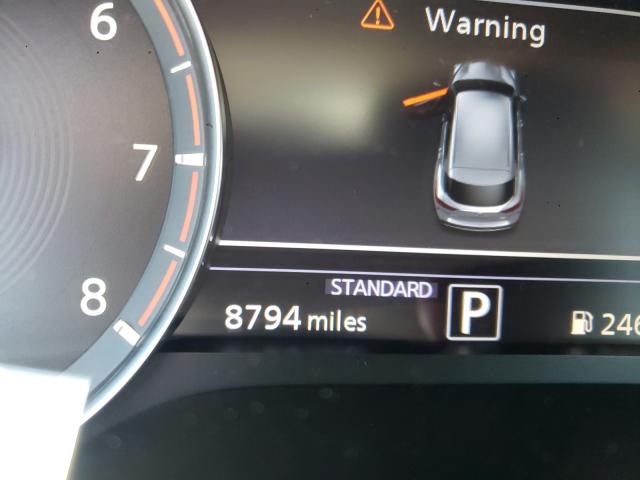 6
Warning
7
8
STANDARD
8794 miles
P
246